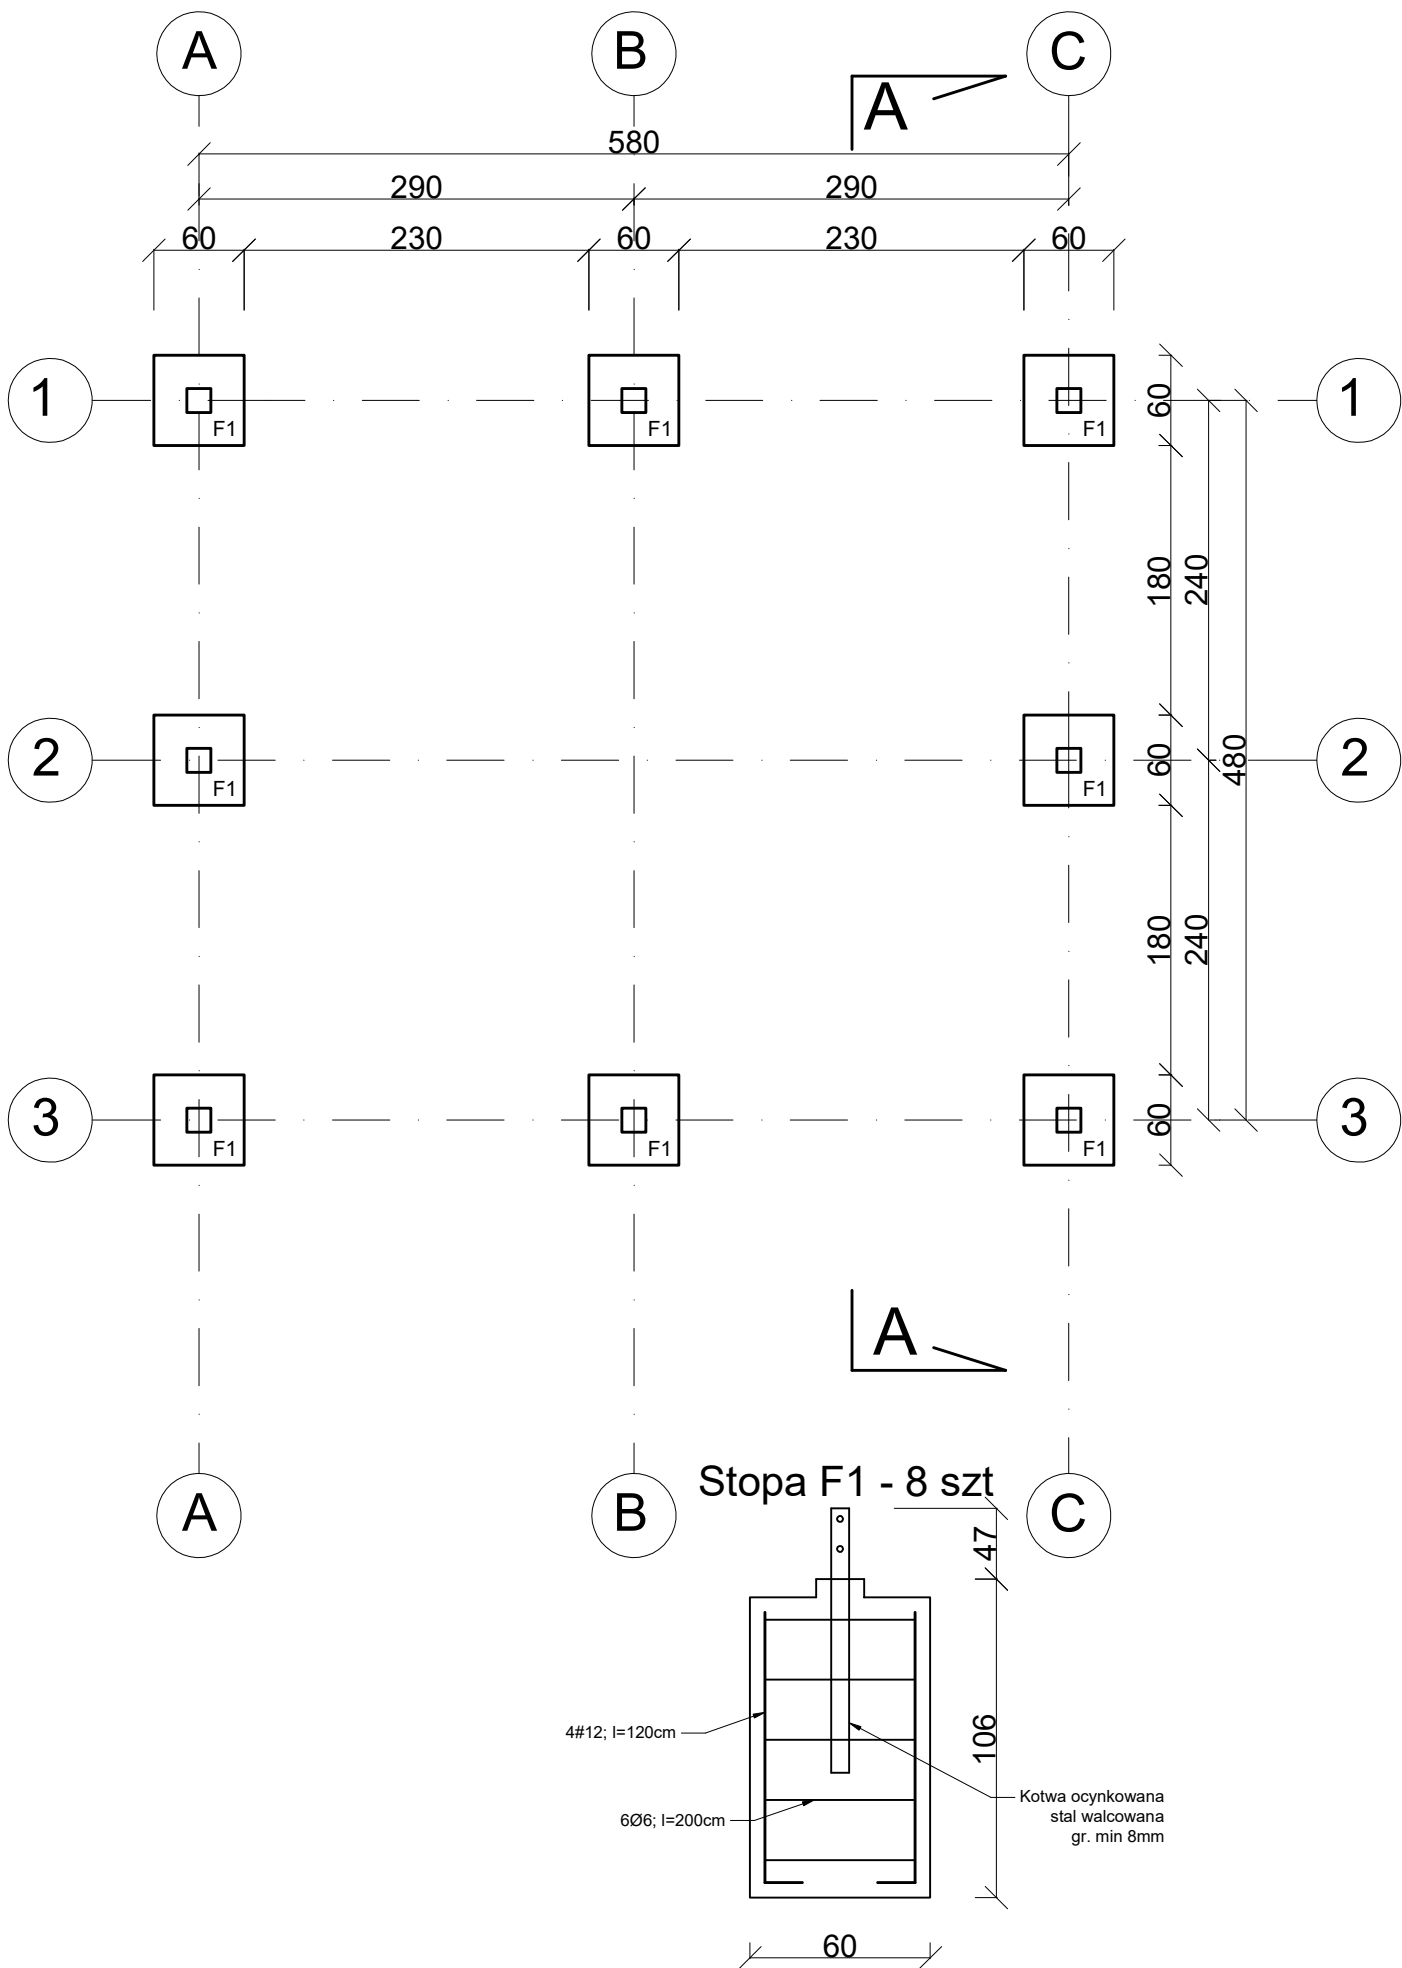 A
B
C
A
580
290
290
60
230
60
230
60
1
F1
F1
F1
60
1
180
240
2
F1
F1
60
480
2
180
240
3
F1
F1
F1
60
3
A
Stopa F1 - 8 szt
A
B
C
47
4#12; l=120cm
106
6Ø6; l=200cm
Kotwa ocynkowana
stal walcowana
gr. min 8mm
60